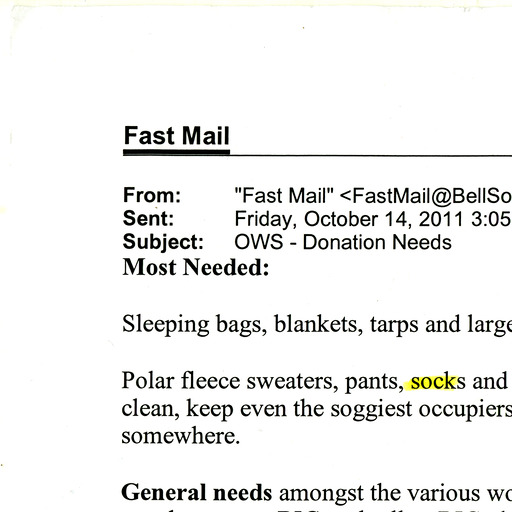 Fast Mail
From: "Fast Mail" <FastMail@BellSo
Sent: Friday, October 14, 2011 3:05
Subject: OWS - Donation Needs
Most Needed:
Sleeping bags, blankets, tarps and large
Polar fleece sweaters, pants, socks and
clean, keep even the soggiest occupiers
somewhere.
General needs amongst the various wo